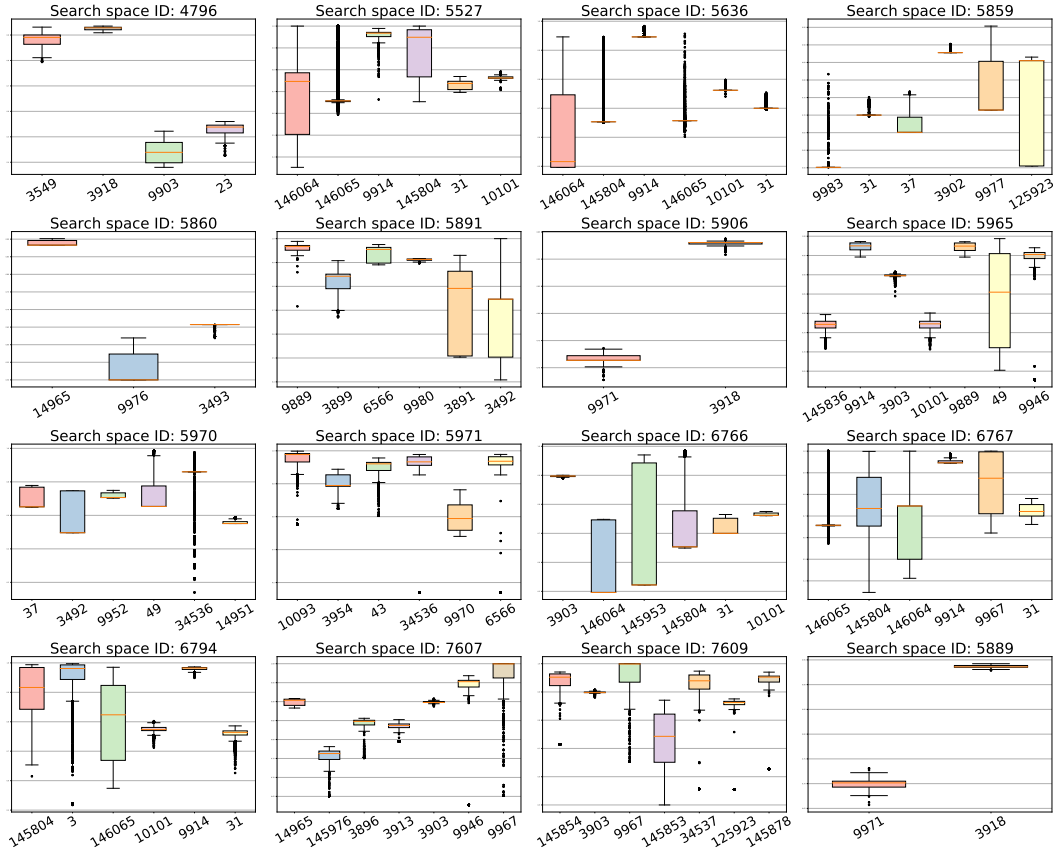 Search space ID: 4796
3549 3918 9903 23
Search space ID: 5527
146064 146065 9914 145804 31 10101
Search space ID: 5636
146064 145804 9914 146065 10101 31
Search space ID: 5859
9983 31 37 3902 9977 125923
Search space ID: 5860
14965 9976 3493
Search space ID: 5891
9889 3899 6566 9980 3891 3492
Search space ID: 5906
9971 3918
Search space ID: 5965
145836 9914 3903 10101 9889 49 9946
Search space ID: 5970
37 3492 9952 49 34536 14951
Search space ID: 5971
10093 3954 43 34536 9970 6566
Search space ID: 6766
3903 146064 145953 145804 31 10101
Search space ID: 6767
146065 145804 146064 9914 9967 31
Search space ID: 6794
145804 3 146065 10101 9914 31
Search space ID: 7607
14965 145976 3896 3913 3903 9946 9967
Search space ID: 7609
145854 3903 9967 145853 34537 125923 145878
Search space ID: 5889
9971 3918